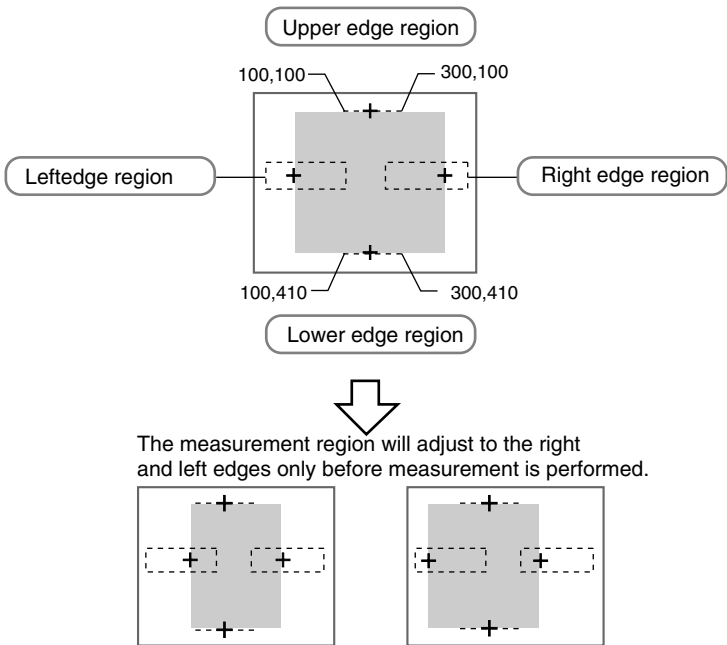 Upper edge region
100,100
300,100
Leftedge region
Right edge region
100,410
300,410
Lower edge region
The measurement region will adjust to the right
and left edges only before measurement is performed.